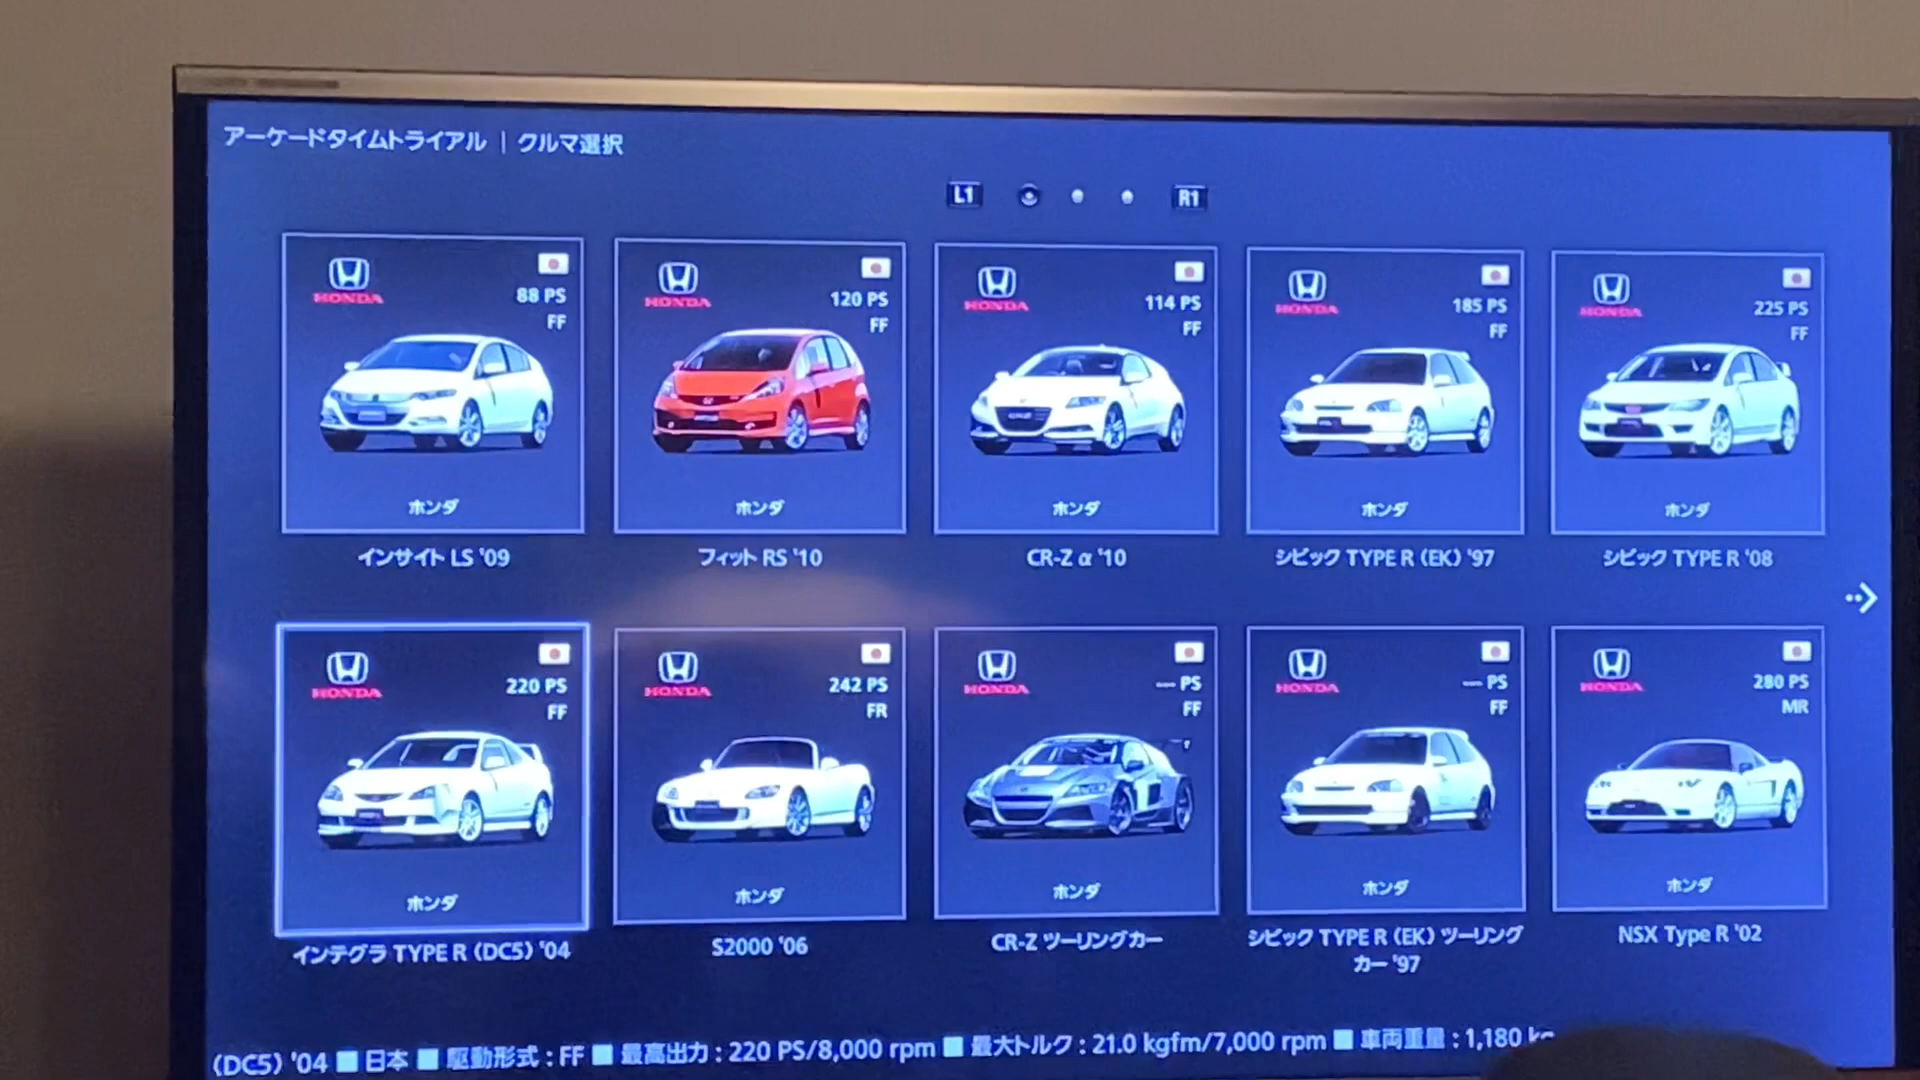 アーケードタイムトライアル | クルマ選択
L1 R1
HONDA 88 PS FF ホンダ
インサイト LS '09
HONDA 120 PS FF ホンダ
フィット RS '10
HONDA 114 PS FF ホンダ
CR-Z α '10
HONDA 185 PS FF ホンダ
シビック TYPE R (EK) '97
HONDA 225 PS FF ホンダ
シビック TYPE R '08
HONDA 220 PS FF ホンダ
インテグラ TYPE R (DC5) '04
HONDA 242 PS FR ホンダ
S2000 '06
HONDA --- PS FF ホンダ
CR-Z ツーリングカー
HONDA --- PS FF ホンダ
シビック TYPE R (EK) ツーリング
カー '97
HONDA 280 PS MR ホンダ
NSX Type R '02
(DC5) '04 ■ 日本 ■ 駆動形式 : FF ■ 最高出力 : 220 PS/8,000 rpm ■ 最大トルク : 21.0 kgfm/7,000 rpm ■ 車両重量 : 1,180